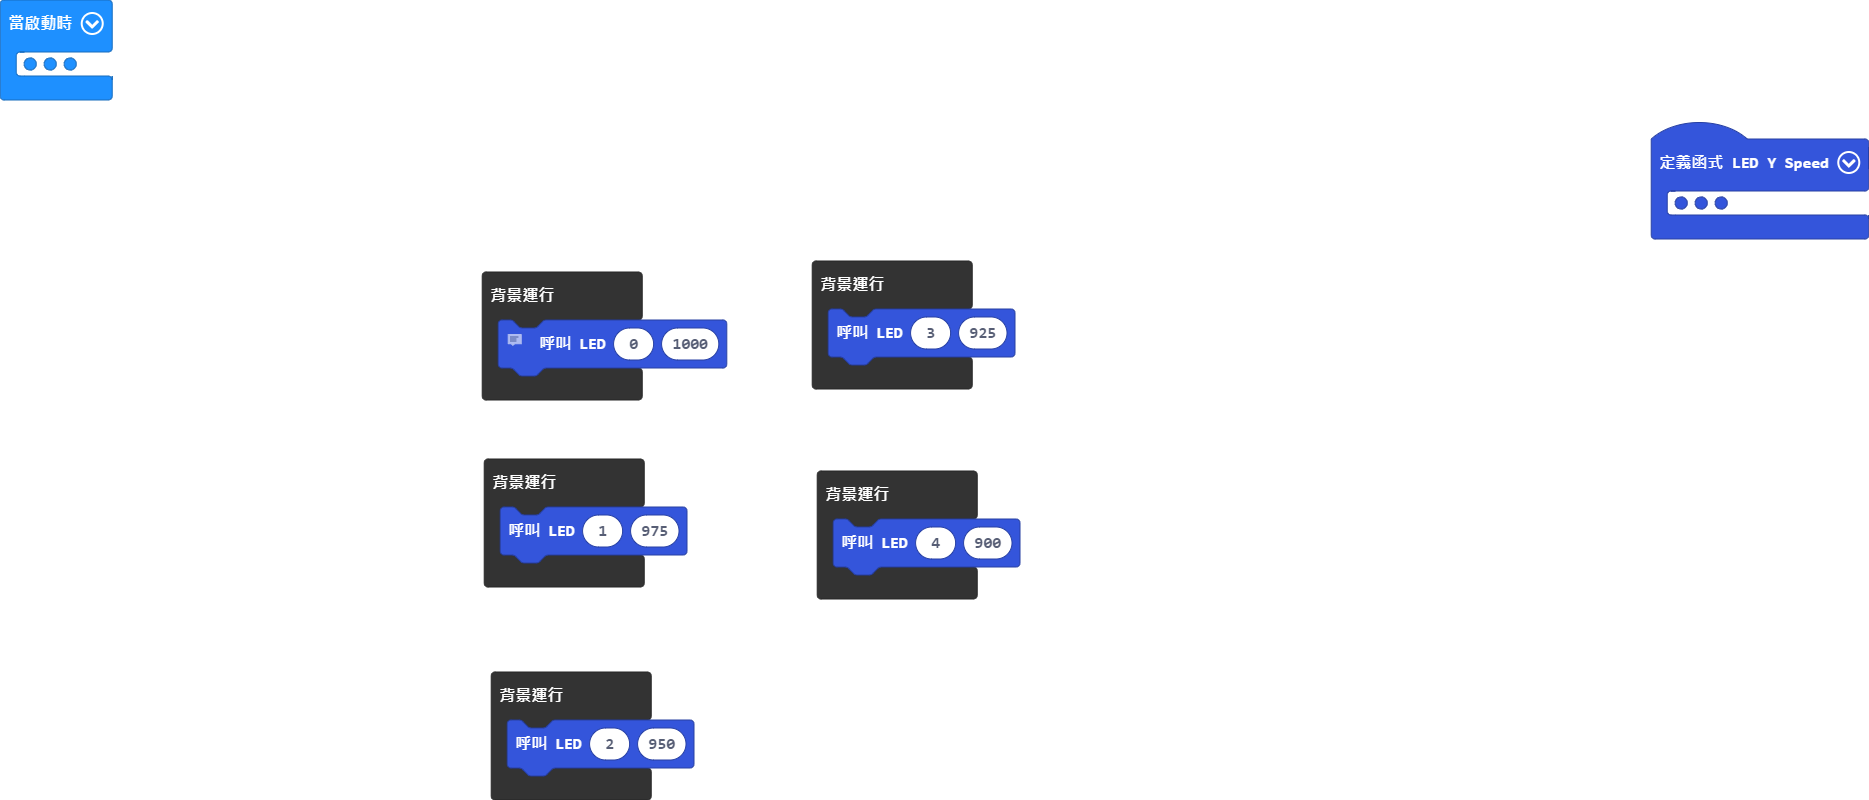 當啟動時
定義函式 LED Y Speed
背景運行
呼叫 LED 0 1000
背景運行
呼叫 LED 3 925
背景運行
呼叫 LED 1 975
背景運行
呼叫 LED 4 900
背景運行
呼叫 LED 2 950